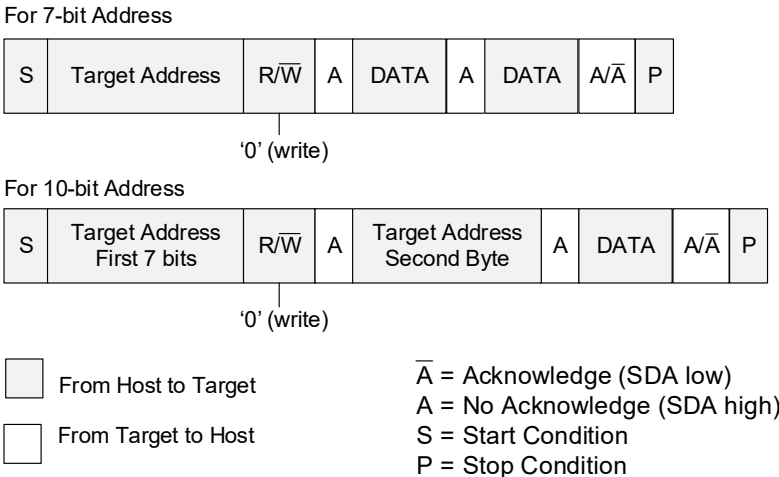 For 7-bit Address
S Target Address R/W̅ A DATA A DATA A/A̅ P
‘0’ (write)
For 10-bit Address
S Target Address First 7 bits R/W̅ A Target Address Second Byte A DATA A/A̅ P
‘0’ (write)
From Host to Target
From Target to Host
A̅ = Acknowledge (SDA low)
A = No Acknowledge (SDA high)
S = Start Condition
P = Stop Condition